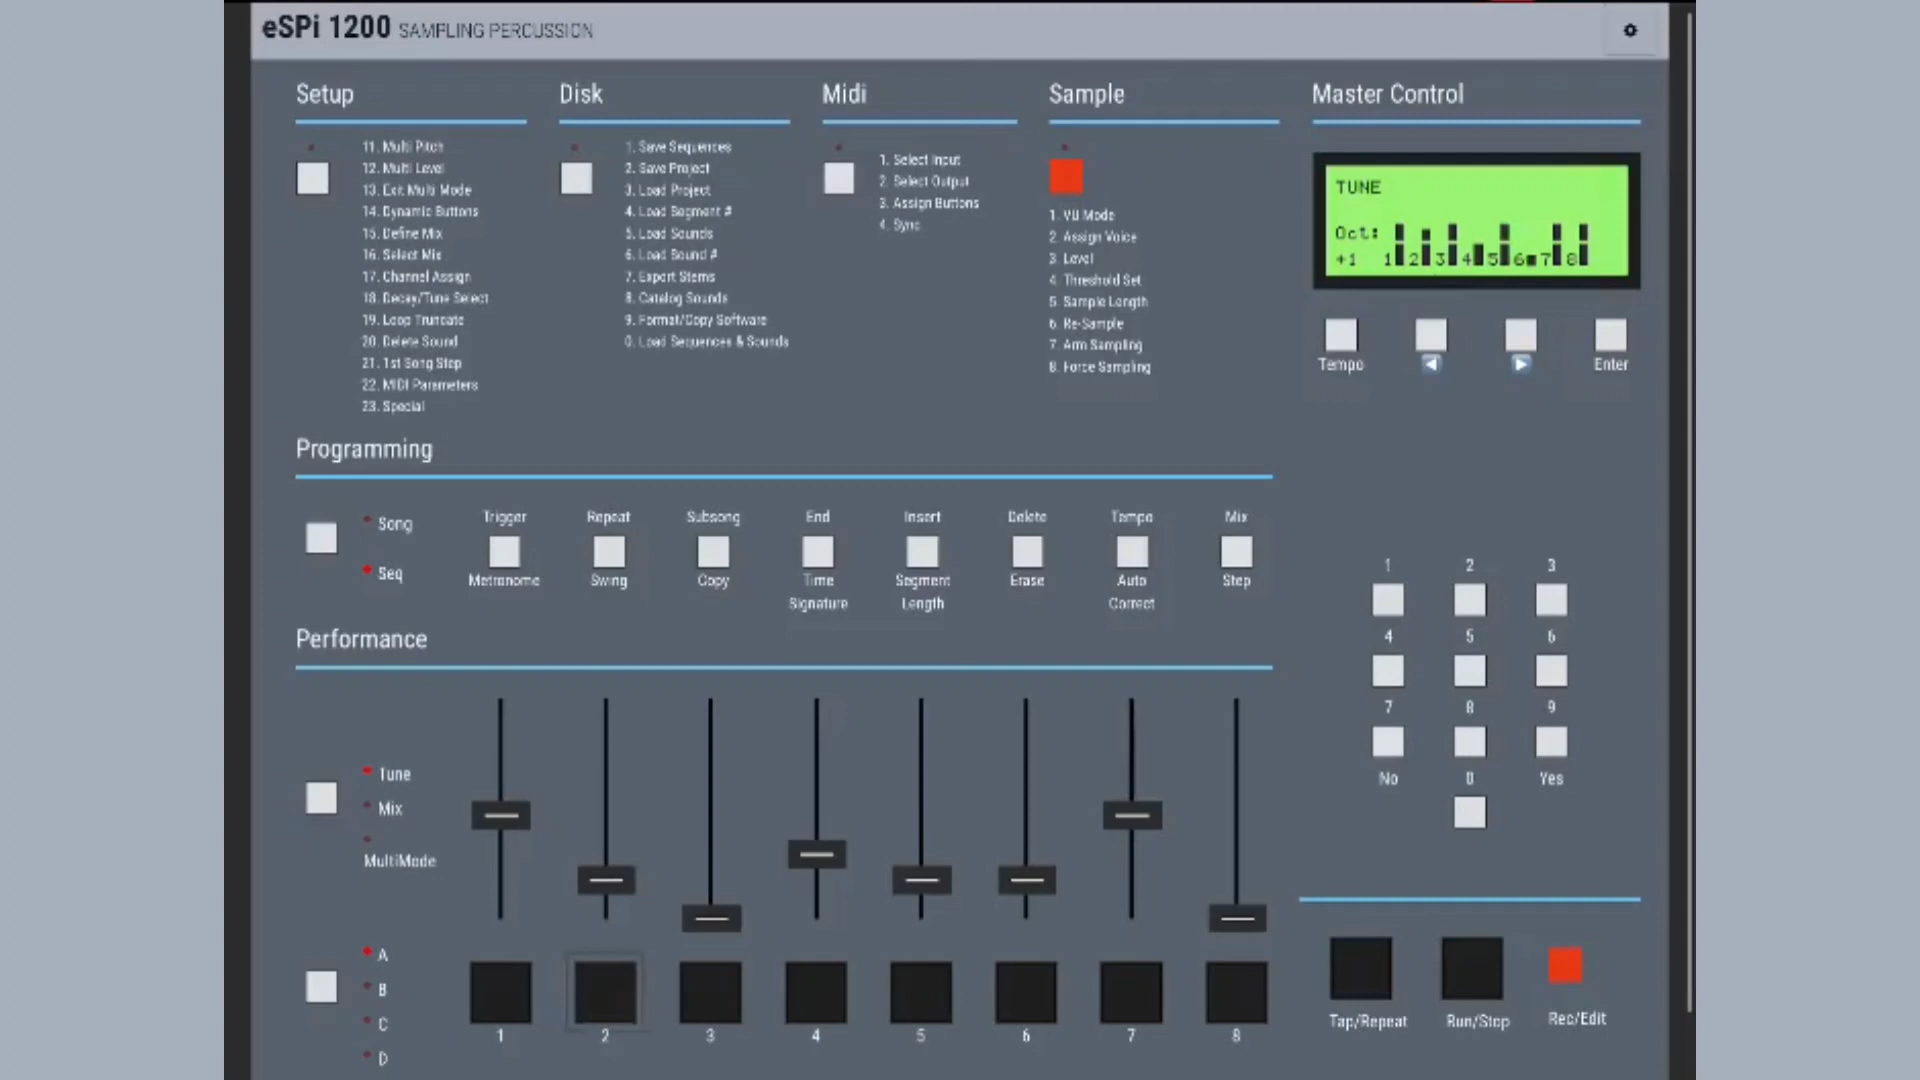 eSPi 1200 SAMPLING PERCUSSION
Setup
11. Multi Pitch
12. Multi Level
13. Exit Multi Mode
14. Dynamic Buttons
15. Define Mix
16. Select Mix
17. Channel Assign
18. Decay/Tune Select
19. Loop Truncate
20. Delete Sound
21. 1st Song Step
22. MIDI Parameters
23. Special
Disk
1. Save Sequences
2. Save Project
3. Load Project
4. Load Segment #
5. Load Sounds
6. Load Sound #
7. Export Stems
8. Catalog Sounds
9. Format/Copy Software
0. Load Sequences & Sounds
Midi
1. Select Input
2. Select Output
3. Assign Buttons
4. Sync
Sample
1. VU Mode
2. Assign Voice
3. Level
4. Threshold Set
5. Sample Length
6. Re-Sample
7. Arm Sampling
8. Force Sampling
Master Control
TUNE
Oct:
+1 1 2 3 4 5 6 7 8
Tempo
Enter
Programming
Song
Seq
Trigger Repeat Subsong End Insert Delete Tempo Mix
Metronome Swing Copy Time Segment Erase Auto Step
Signature Length Correct
Performance
Tune
Mix
MultiMode
A
B
C
D
1 2 3 4 5 6 7 8
1 2 3
4 5 6
7 8 9
No 0 Yes
Tap/Repeat Run/Stop Rec/Edit